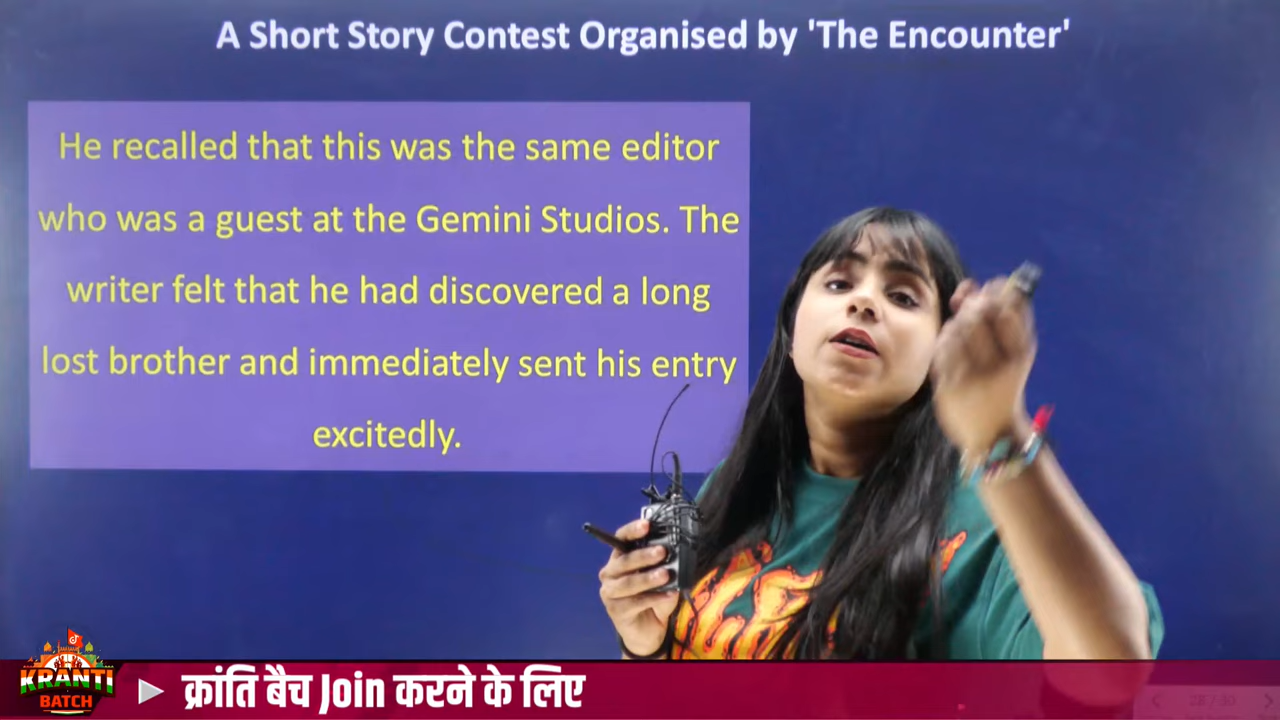 A Short Story Contest Organised by 'The Encounter'
He recalled that this was the same editor
who was a guest at the Gemini Studios. The
writer felt that he had discovered a long
lost brother and immediately sent his entry
excitedly.
KRANTI
BATCH
क्रांति बैच Join करने के लिए
28 / 30